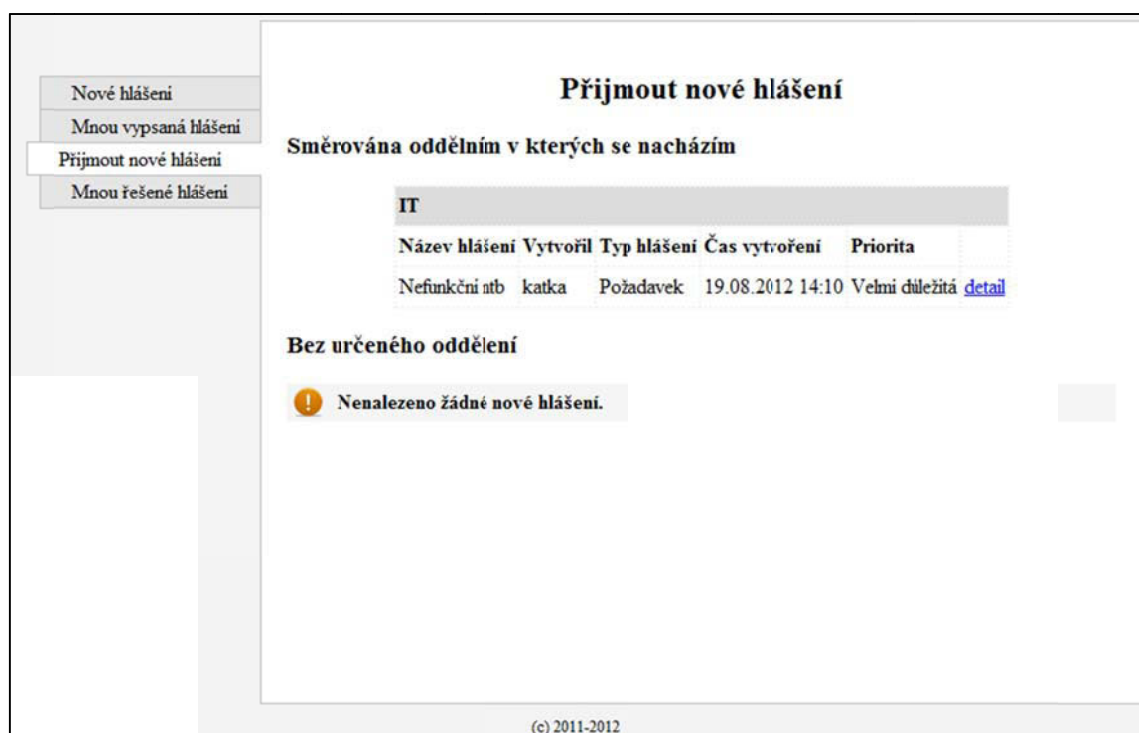 Nové hlášení
Mnou vypsaná hlášení
Přijmout nové hlášení
Mnou řešené hlášení
Přijmout nové hlášení
Směrována oddělním v kterých se nacházím
IT
Název hlášení Vytvořil Typ hlášení Čas vytvoření Priorita
Nefunkční ntb katka Požadavek 19.08.2012 14:10 Velmi důležitá detail
Bez určeného oddělení
Nenalezeno žádné nové hlášení.
(c) 2011-2012